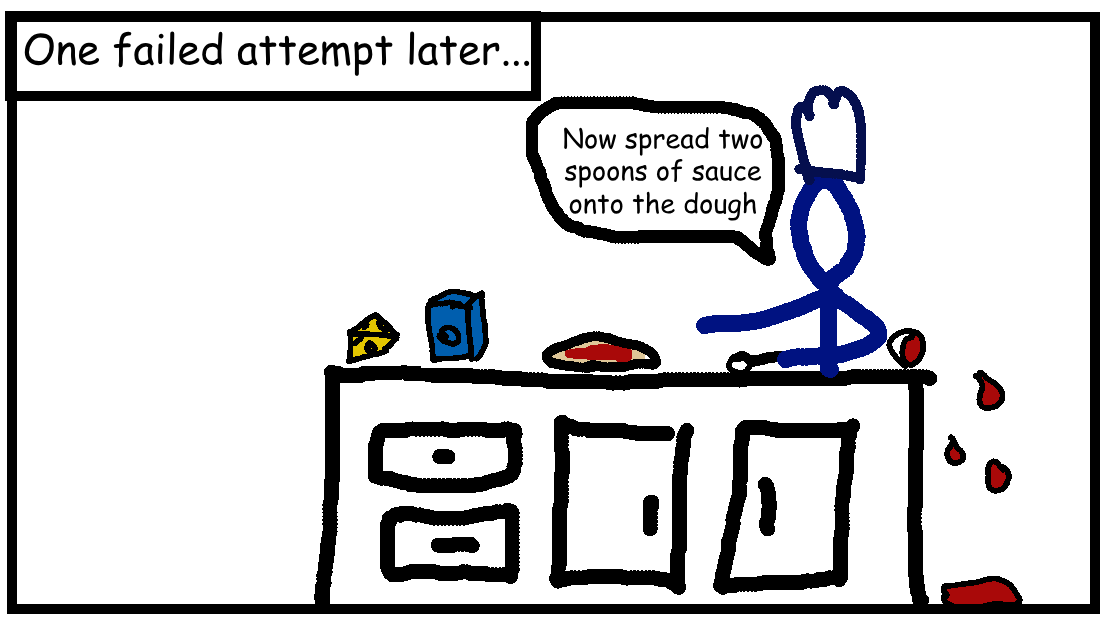 One failed attempt later...
Now spread two
spoons of sauce
onto the dough